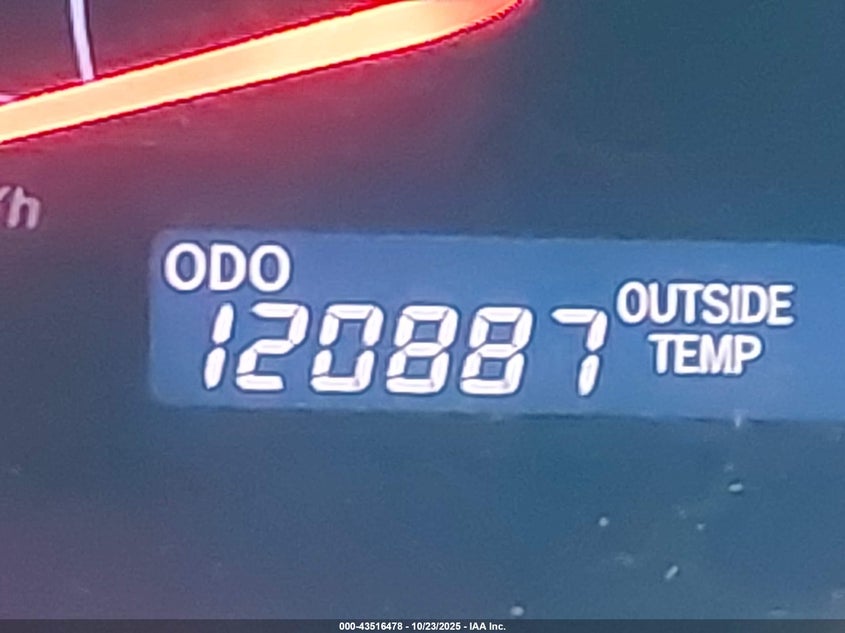 /h
ODO
120887
OUTSIDE
TEMP
000-43516478 - 10/23/2025 - IAA Inc.